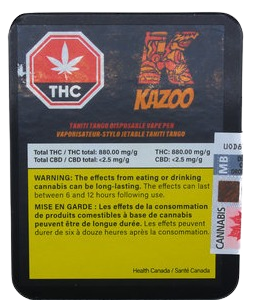 THC
K
KAZOO
TAHITI TANGO DISPOSABLE VAPE PEN
VAPORISATEUR-STYLO JETABLE TAHITI TANGO
Total THC / THC total: 880.00 mg/g
Total CBD / CBD total: <2.5 mg/g
THC: 880.00 mg/g
CBD: <2.5 mg/g
WARNING: The effects from eating or drinking
cannabis can be long-lasting. The effects can last
between 6 and 12 hours following use.
MISE EN GARDE : Les effets de la consommation
de produits comestibles à base de cannabis
peuvent être de longue durée. Les effets peuvent
durer de six à douze heures après la consommation.
Health Canada / Santé Canada
MB
CANNABIS